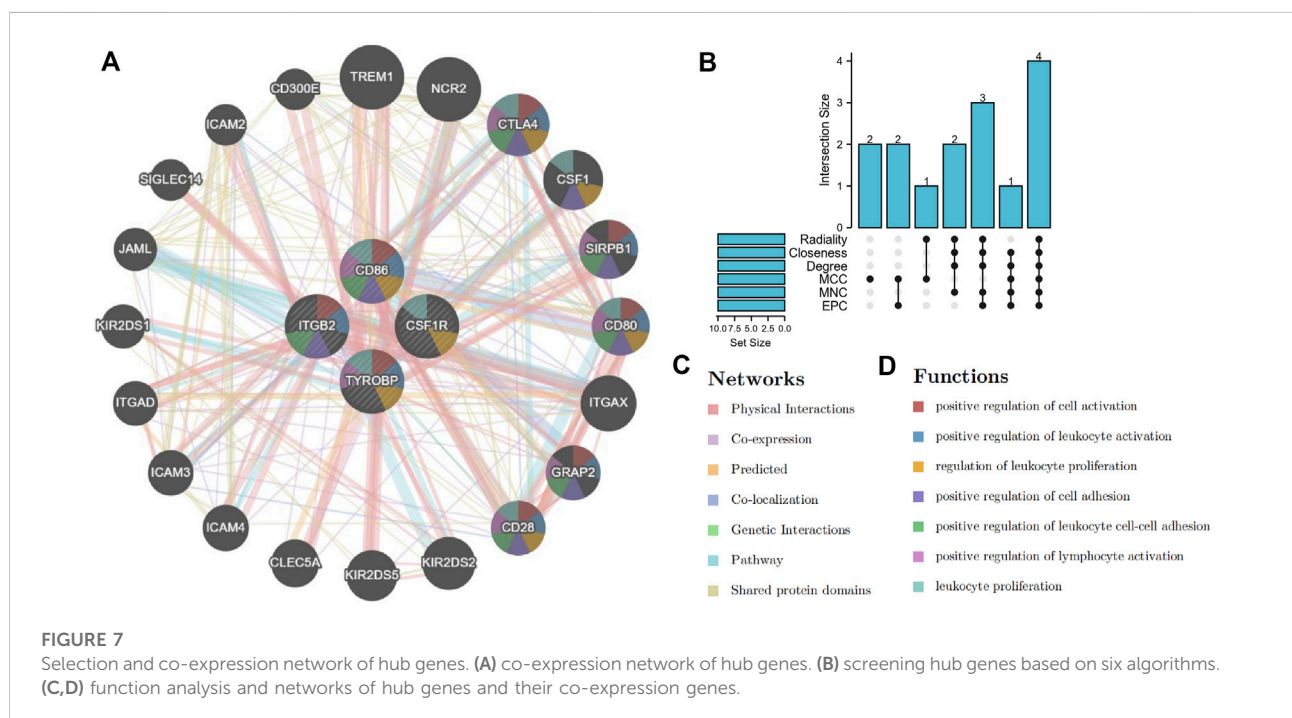 A
TREM1
NCR2
CD300E
CTLA4
ICAM2
CSF1
SIGLEC14
SIRPB1
JAML
CD86
CD80
KIR2DS1
ITGB2
CSF1R
TYROBP
ITGAD
ITGAX
ICAM3
GRAP2
ICAM4
CD28
CLEC5A
KIR2DS5
KIR2DS2
B
Intersection Size
4
3
2
1
0
2
2
1
2
3
1
4
Radiality
Closeness
Degree
MCC
MNC
EPC
10.0 7.5 5.0 2.5 0.0
Set Size
C Networks
Physical Interactions
Co-expression
Predicted
Co-localization
Genetic Interactions
Pathway
Shared protein domains
D Functions
positive regulation of cell activation
positive regulation of leukocyte activation
regulation of leukocyte proliferation
positive regulation of cell adhesion
positive regulation of leukocyte cell-cell adhesion
positive regulation of lymphocyte activation
leukocyte proliferation
FIGURE 7
Selection and co-expression network of hub genes. (A) co-expression network of hub genes. (B) screening hub genes based on six algorithms.
(C,D) function analysis and networks of hub genes and their co-expression genes.